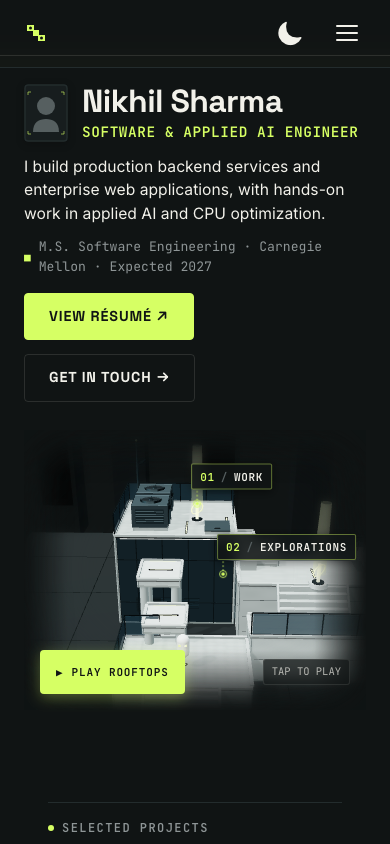 Nikhil Sharma
SOFTWARE & APPLIED AI ENGINEER
I build production backend services and
enterprise web applications, with hands-on
work in applied AI and CPU optimization.
M.S. Software Engineering · Carnegie
Mellon · Expected 2027
VIEW RÉSUMÉ ↗
GET IN TOUCH →
01 / WORK
02 / EXPLORATIONS
▶ PLAY ROOFTOPS
TAP TO PLAY
SELECTED PROJECTS